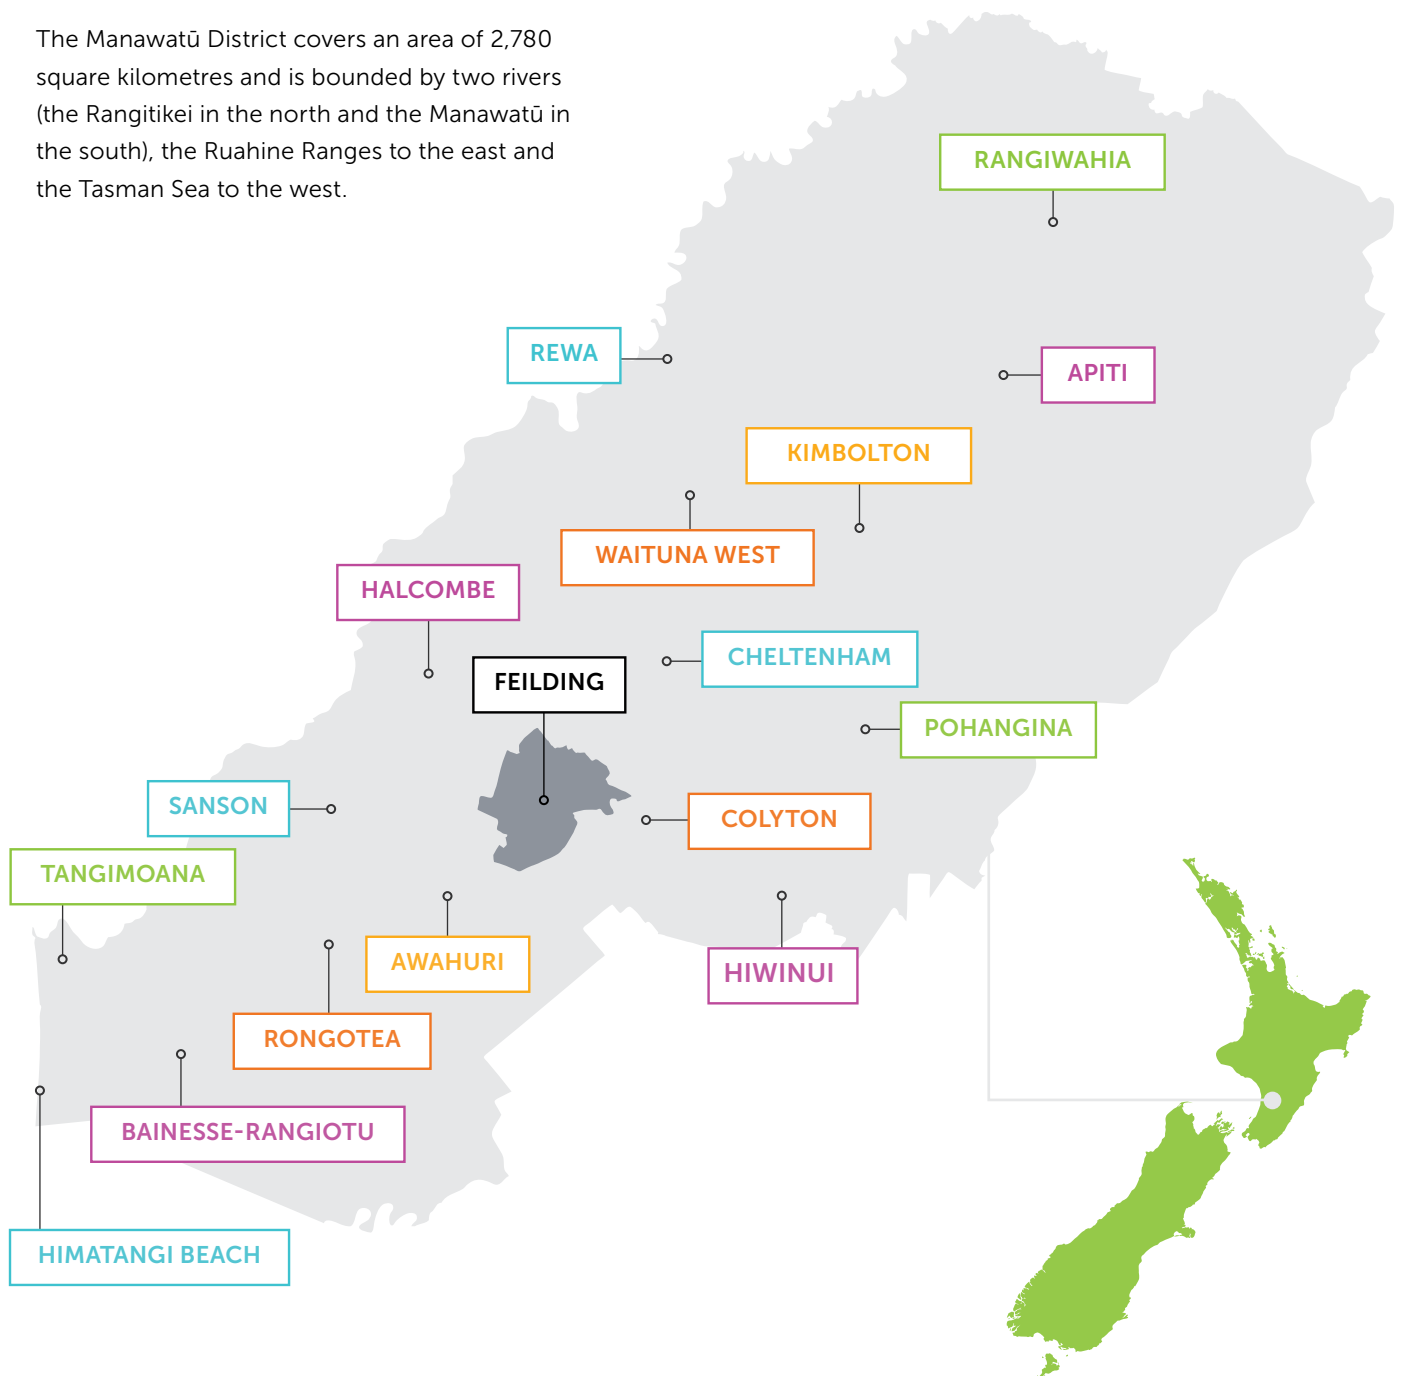 The Manawatū District covers an area of 2,780
square kilometres and is bounded by two rivers
(the Rangitikei in the north and the Manawatū in
the south), the Ruahine Ranges to the east and
the Tasman Sea to the west.
RANGIWAHIA
REWA
APITI
KIMBOLTON
WAITUNA WEST
HALCOMBE
CHELTENHAM
FEILDING
POHANGINA
SANSON
COLYTON
TANGIMOANA
AWAHURI
HIWINUI
RONGOTEA
BAINESSE-RANGIOTU
HIMATANGI BEACH